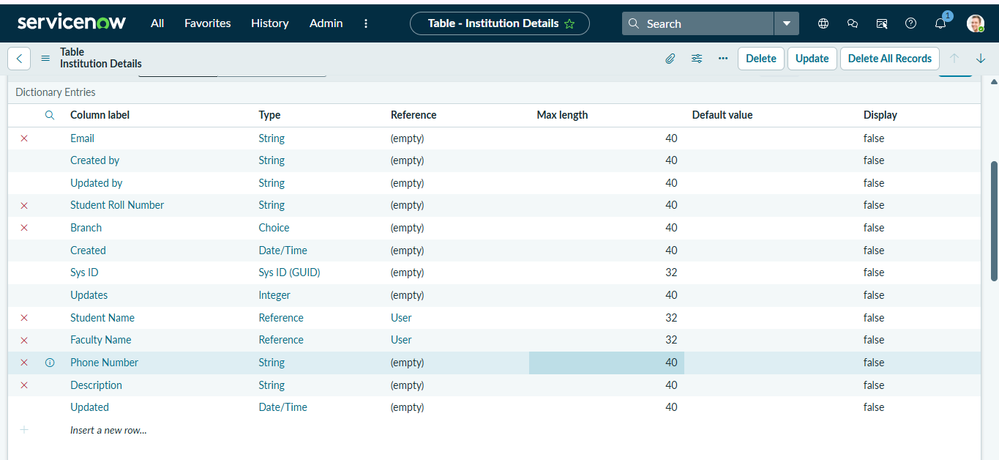 servicenow All Favorites History Admin Table - Institution Details Search 1
Table
Institution Details Delete Update Delete All Records
Dictionary Entries
Column label Type Reference Max length Default value Display
Email String (empty) 40 false
Created by String (empty) 40 false
Updated by String (empty) 40 false
Student Roll Number String (empty) 40 false
Branch Choice (empty) 40 false
Created Date/Time (empty) 40 false
Sys ID Sys ID (GUID) (empty) 32 false
Updates Integer (empty) 40 false
Student Name Reference User 32 false
Faculty Name Reference User 32 false
Phone Number String (empty) 40 false
Description String (empty) 40 false
Updated Date/Time (empty) 40 false
Insert a new row...